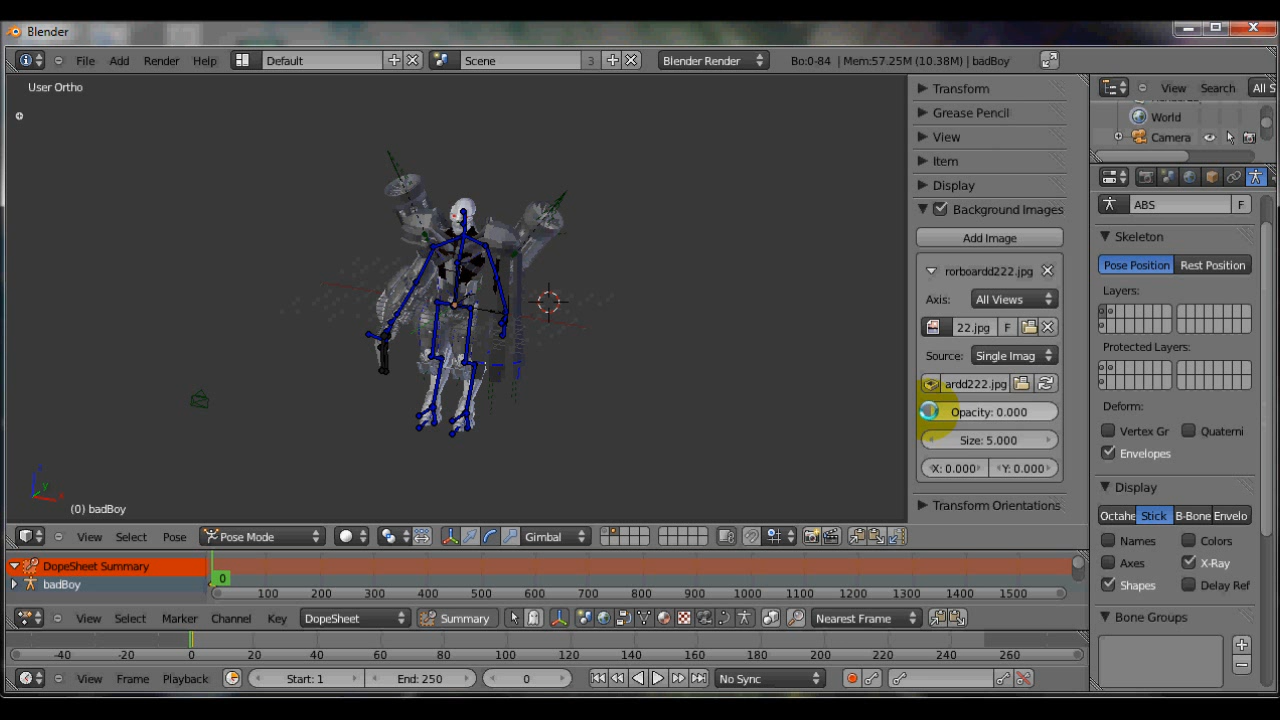 Blender
File Add Render Help Default Scene 3 Blender Render Bo:0-84 | Mem:57.25M (10.38M) | badBoy
User Ortho
(0) badBoy
View Select Pose Pose Mode Gimbal
Transform
Grease Pencil
View
Item
Display
Background Images
Add Image
rorboardd222.jpg
Axis: All Views
22.jpg F
Source: Single Imag
ardd222.jpg
Opacity: 0.000
Size: 5.000
X: 0.000 Y: 0.000
Transform Orientations
View Search All S
World
Camera
ABS F
Skeleton
Pose Position Rest Position
Layers:
Protected Layers:
Deform:
Vertex Gr Quaterni
Envelopes
Display
Octahe Stick B-Bone Envelo
Names Colors
Axes X-Ray
Shapes Delay Ref
Bone Groups
DopeSheet Summary
badBoy
0
100 200 300 400 500 600 700 800 900 1000 1100 1200 1300 1400 1500
View Select Marker Channel Key DopeSheet Summary Nearest Frame
-40 -20 0 20 40 60 80 100 120 140 160 180 200 220 240 260
View Frame Playback Start: 1 End: 250 0 No Sync